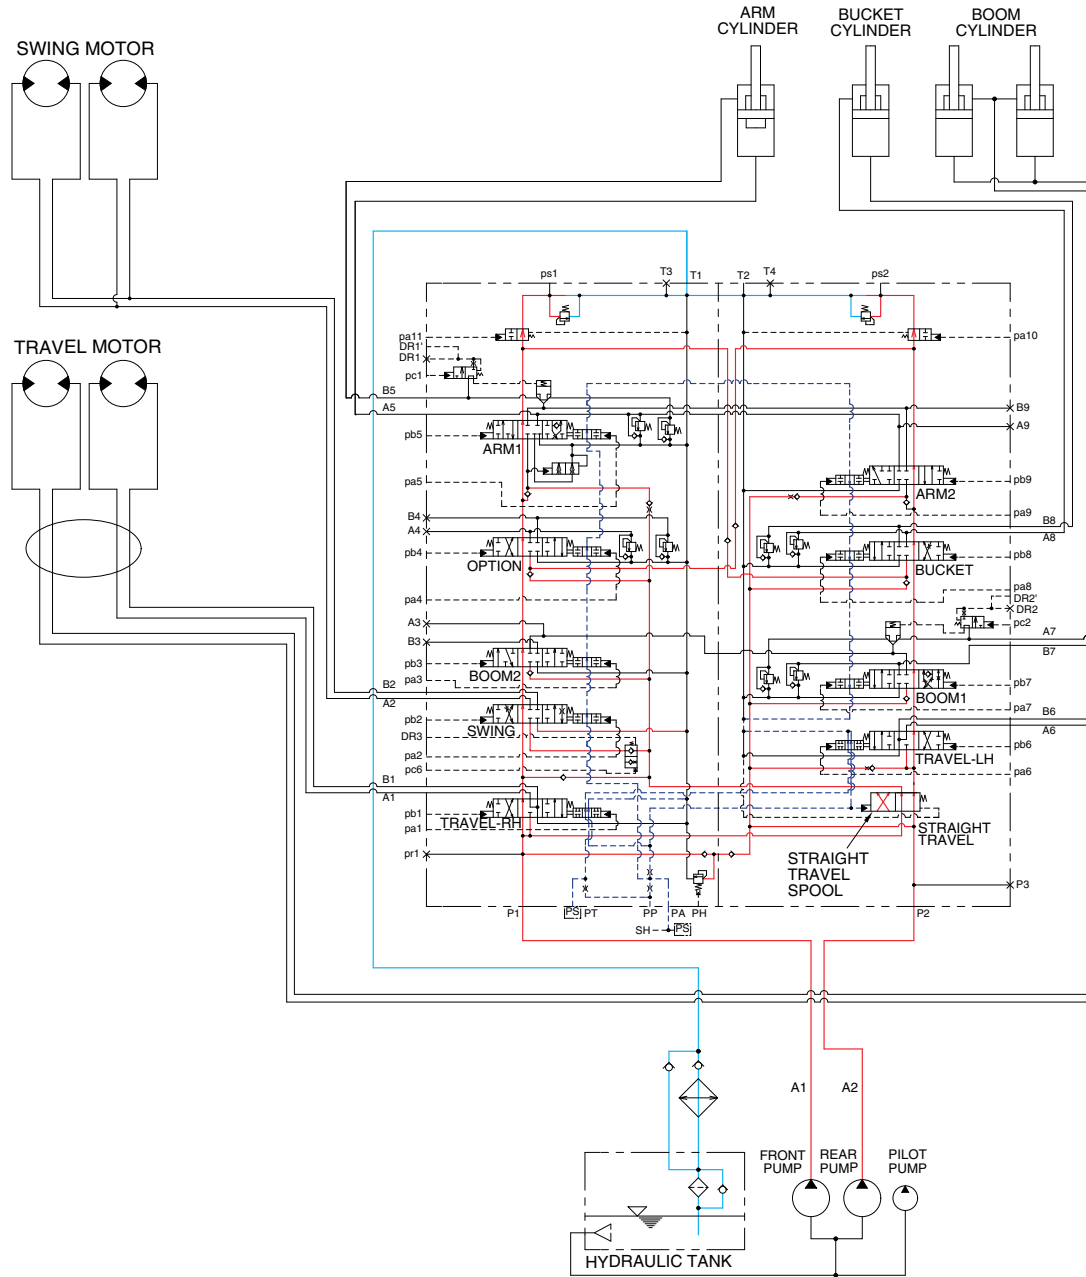 ARM
CYLINDER
BUCKET
CYLINDER
BOOM
CYLINDER
SWING MOTOR
TRAVEL MOTOR
ps1
T3
T1
T2
T4
ps2
pa11
DR1'
DR1
pc1
B5
A5
pb5
ARM1
pa5
B4
A4
pb4
OPTION
pa4
A3
B3
pb3
BOOM2
pa3
B2
A2
pb2
SWING
DR3
pa2
pc6
B1
A1
pb1
TRAVEL-RH
pa1
pr1
pa10
B9
A9
pb9
ARM2
pa9
B8
A8
pb8
BUCKET
pa8
DR2'
DR2
pc2
A7
B7
pb7
BOOM1
pa7
B6
A6
pb6
TRAVEL-LH
pa6
STRAIGHT
TRAVEL
STRAIGHT
TRAVEL
SPOOL
P3
P1
PS
PT
PP
PA
PH
P2
SH
PS
A1
A2
FRONT
PUMP
REAR
PUMP
PILOT
PUMP
HYDRAULIC TANK